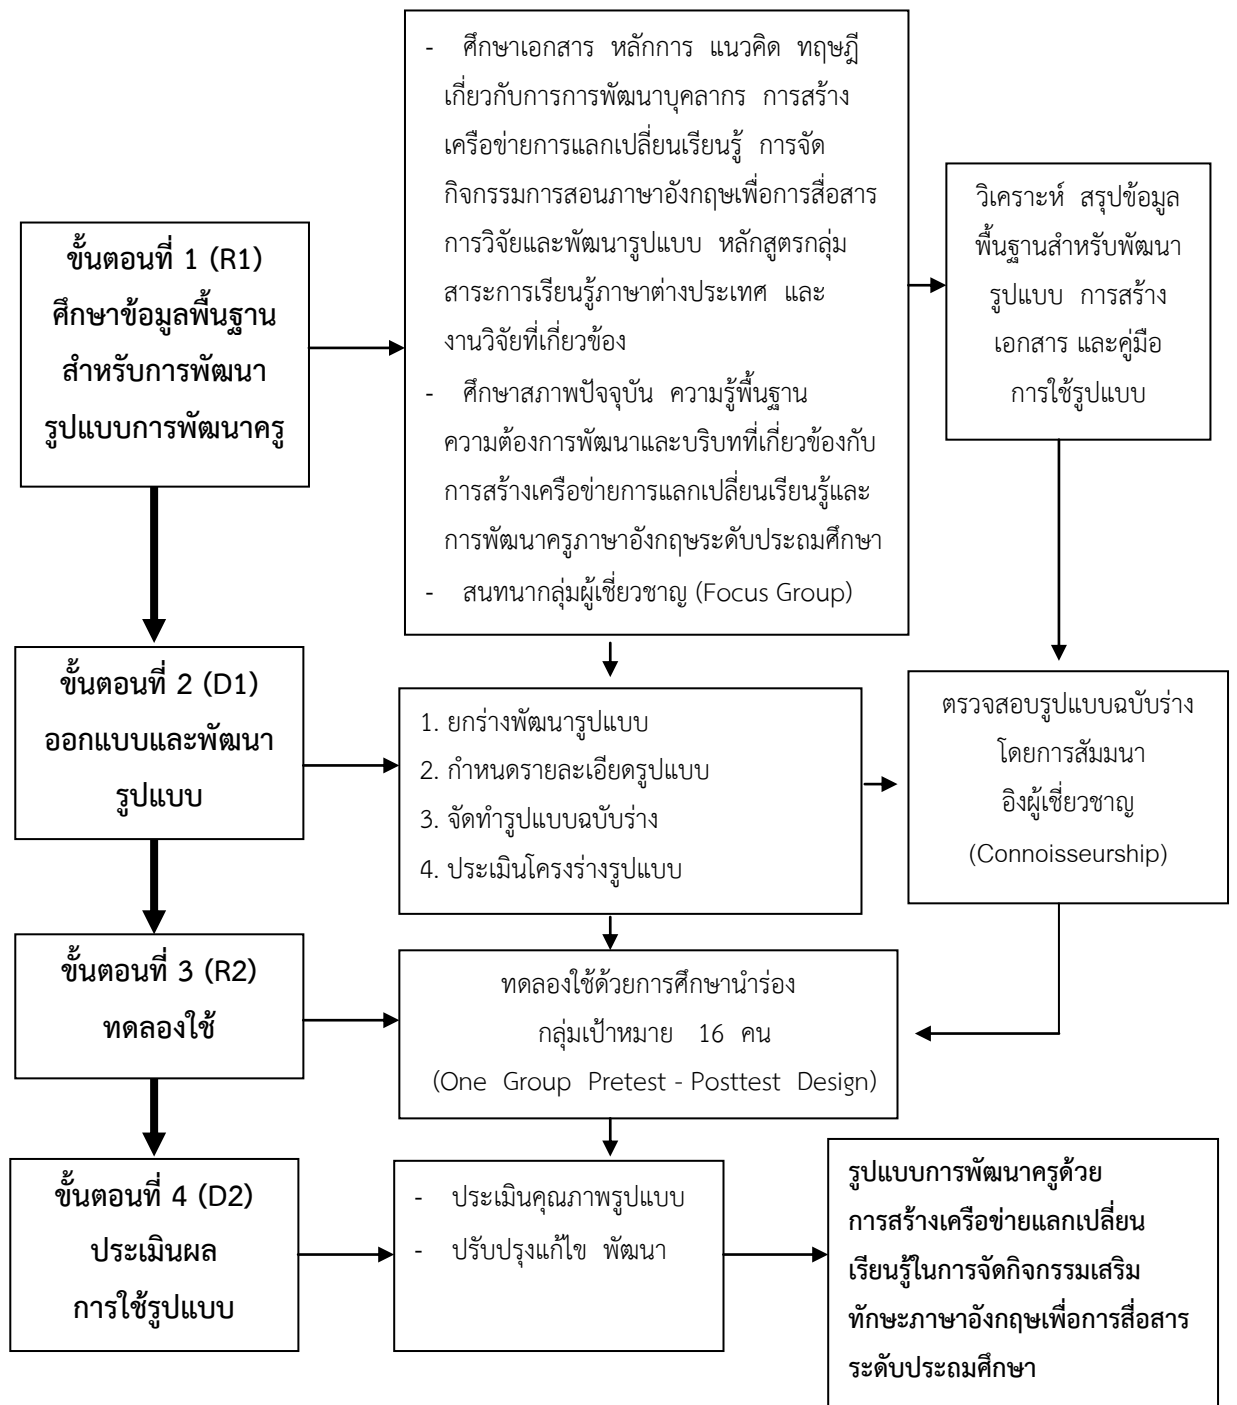 ขั้นตอนที่ 1 (R1)
ศึกษาข้อมูลพื้นฐาน
สำหรับการพัฒนา
รูปแบบการพัฒนาครู
- ศึกษาเอกสาร หลักการ แนวคิด ทฤษฎี
เกี่ยวกับการการพัฒนาบุคลากร การสร้าง
เครือข่ายการแลกเปลี่ยนเรียนรู้ การจัด
กิจกรรมการสอนภาษาอังกฤษเพื่อการสื่อสาร
การวิจัยและพัฒนารูปแบบ หลักสูตรกลุ่ม
สาระการเรียนรู้ภาษาต่างประเทศ และ
งานวิจัยที่เกี่ยวข้อง
- ศึกษาสภาพปัจจุบัน ความรู้พื้นฐาน
ความต้องการพัฒนาและบริบทที่เกี่ยวข้องกับ
การสร้างเครือข่ายการแลกเปลี่ยนเรียนรู้และ
การพัฒนาครูภาษาอังกฤษระดับประถมศึกษา
- สนทนากลุ่มผู้เชี่ยวชาญ (Focus Group)
วิเคราะห์ สรุปข้อมูล
พื้นฐานสำหรับพัฒนา
รูปแบบ การสร้าง
เอกสาร และคู่มือ
การใช้รูปแบบ
ขั้นตอนที่ 2 (D1)
ออกแบบและพัฒนา
รูปแบบ
1. ยกร่างพัฒนารูปแบบ
2. กำหนดรายละเอียดรูปแบบ
3. จัดทำรูปแบบฉบับร่าง
4. ประเมินโครงร่างรูปแบบ
ตรวจสอบรูปแบบฉบับร่าง
โดยการสัมมนา
อิงผู้เชี่ยวชาญ
(Connoisseurship)
ขั้นตอนที่ 3 (R2)
ทดลองใช้
ทดลองใช้ด้วยการศึกษานำร่อง
กลุ่มเป้าหมาย 16 คน
(One Group Pretest - Posttest Design)
ขั้นตอนที่ 4 (D2)
ประเมินผล
การใช้รูปแบบ
- ประเมินคุณภาพรูปแบบ
- ปรับปรุงแก้ไข พัฒนา
รูปแบบการพัฒนาครูด้วย
การสร้างเครือข่ายแลกเปลี่ยน
เรียนรู้ในการจัดกิจกรรมเสริม
ทักษะภาษาอังกฤษเพื่อการสื่อสาร
ระดับประถมศึกษา